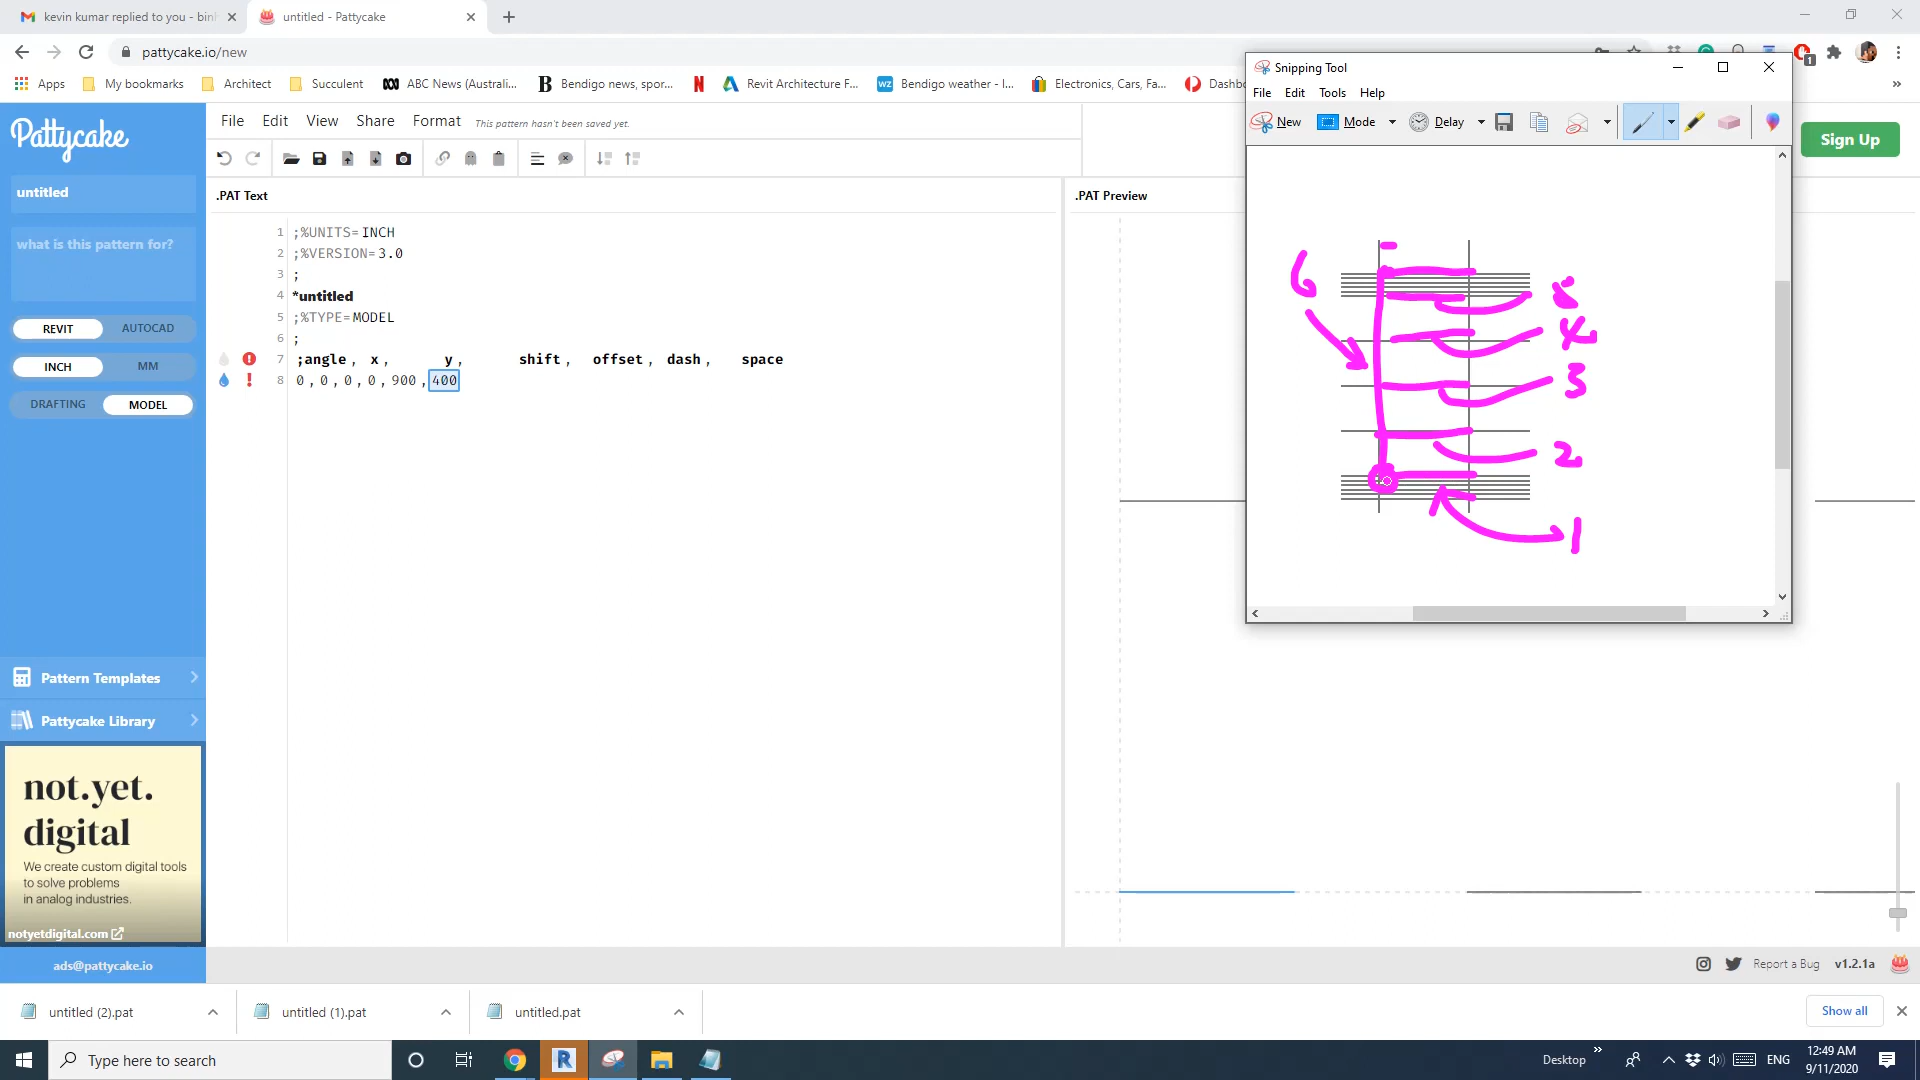 kevin kumar replied to you - binh
untitled - Pattycake
pattycake.io/new
Apps
My bookmarks
Architect
Succulent
ABC News (Australi...
B
Bendigo news, spor...
N
Revit Architecture F...
wz
Bendigo weather - l...
Electronics, Cars, Fa...
Dashb
»
1
Pattycake
File
Edit
View
Share
Format
This pattern hasn't been saved yet.
Sign Up
untitled
what is this pattern for?
REVIT
AUTOCAD
INCH
MM
DRAFTING
MODEL
Pattern Templates
Pattycake Library
not.yet.
digital
We create custom digital tools
to solve problems
in analog industries.
notyetdigital.com
ads@pattycake.io
.PAT Text
1 ;%UNITS=INCH
2 ;%VERSION=3.0
3 ;
4 *untitled
5 ;%TYPE=MODEL
6 ;
7 ;angle, x, y, shift, offset, dash, space
8 0,0,0,0,900,400
.PAT Preview
Snipping Tool
File
Edit
Tools
Help
New
Mode
Delay
6
4
3
2
1
Report a Bug
v1.2.1a
untitled (2).pat
untitled (1).pat
untitled.pat
Show all
Type here to search
R
Desktop
»
ENG
12:49 AM
9/11/2020